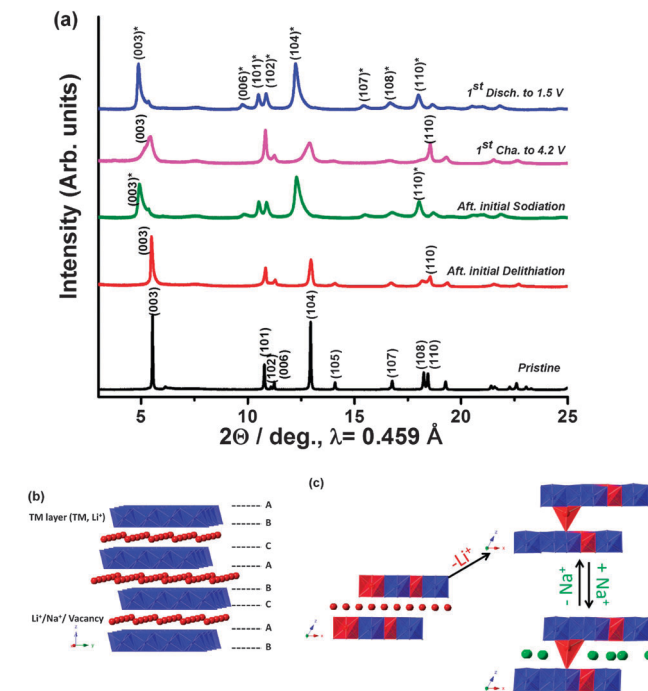 (a)
(003)*
(006)*
(101)*
(102)*
(104)*
(107)*
(108)*
(110)*
1st Disch. to 1.5 V
(003)
(110)
1st Cha. to 4.2 V
(003)*
(110)*
Aft. initial Sodiation
(003)
(110)
Aft. initial Delithiation
(003)
(101)
(102)
(006)
(104)
(105)
(107)
(108)
(110)
Pristine
Intensity (Arb. units)
5 10 15 20 25
2Θ / deg., λ= 0.459 Å
(b)
TM layer (TM, Li⁺)
A
B
C
A
B
C
A
B
Li⁺/Na⁺/ Vacancy
z
y
(c)
-Li⁺
z
x
z
x
- Na⁺
+ Na⁺
z
x